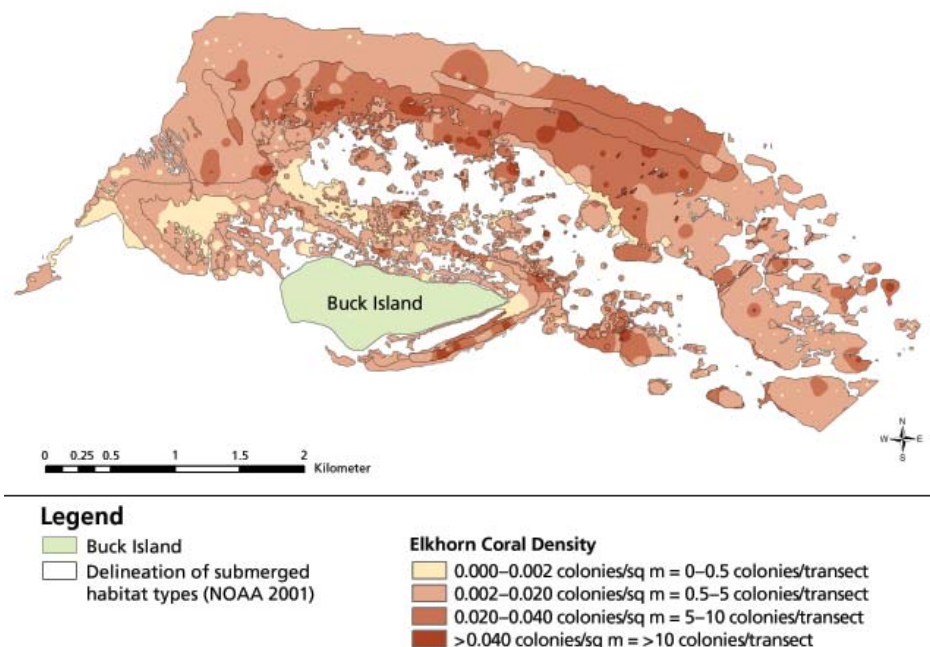 Buck Island
N
W E
S
0 0.25 0.5 1 1.5 2
Kilometer
Legend
Buck Island
Delineation of submerged
habitat types (NOAA 2001)
Elkhorn Coral Density
0.000–0.002 colonies/sq m = 0–0.5 colonies/transect
0.002–0.020 colonies/sq m = 0.5–5 colonies/transect
0.020–0.040 colonies/sq m = 5–10 colonies/transect
>0.040 colonies/sq m = >10 colonies/transect